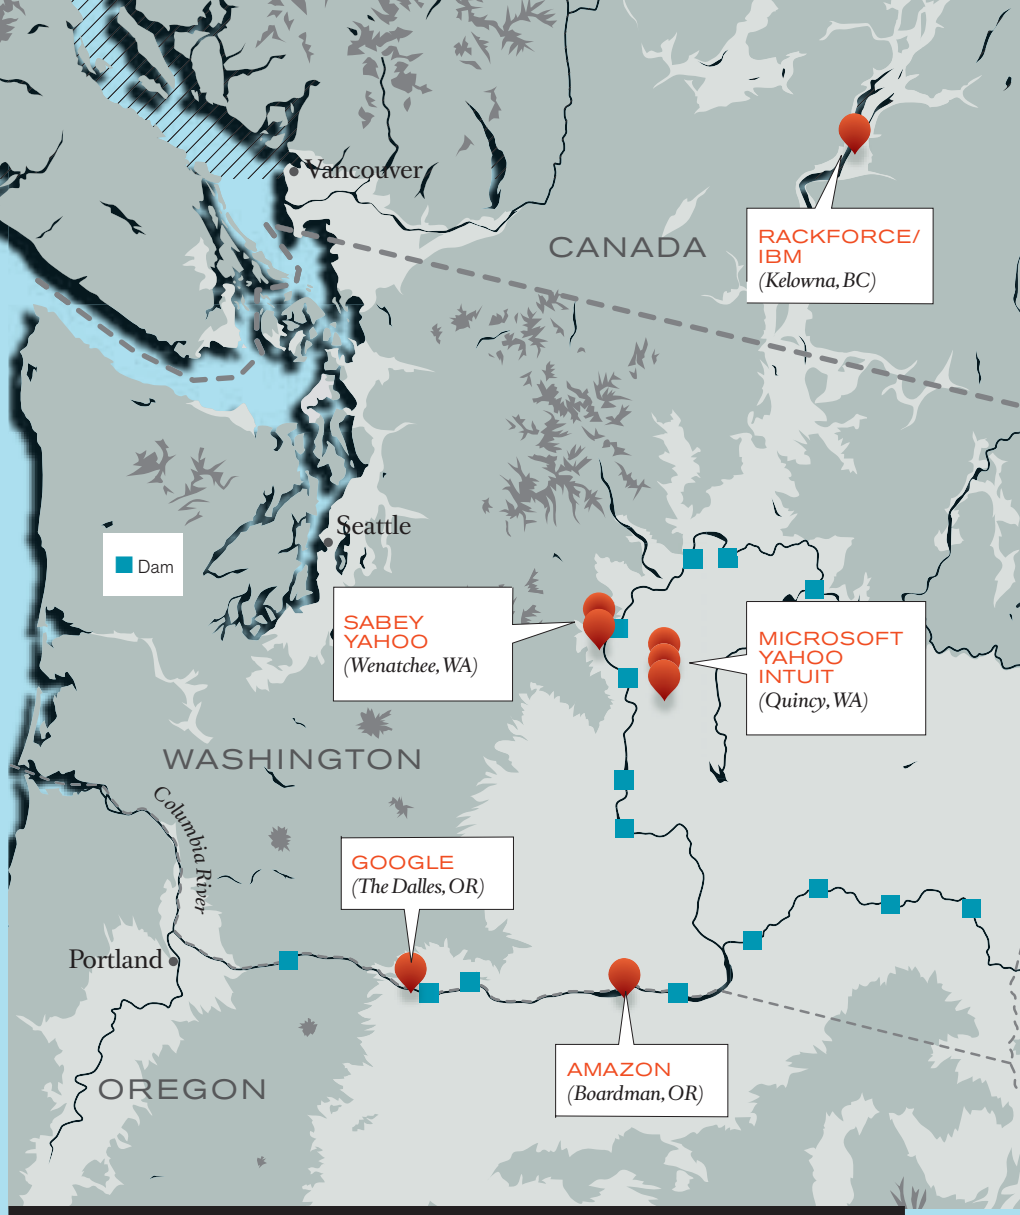 Vancouver
CANADA
RACKFORCE/
IBM
(Kelowna, BC)
Seattle
Dam
SABEY
YAHOO
(Wenatchee, WA)
MICROSOFT
YAHOO
INTUIT
(Quincy, WA)
WASHINGTON
Columbia River
GOOGLE
(The Dalles, OR)
Portland
AMAZON
(Boardman, OR)
OREGON